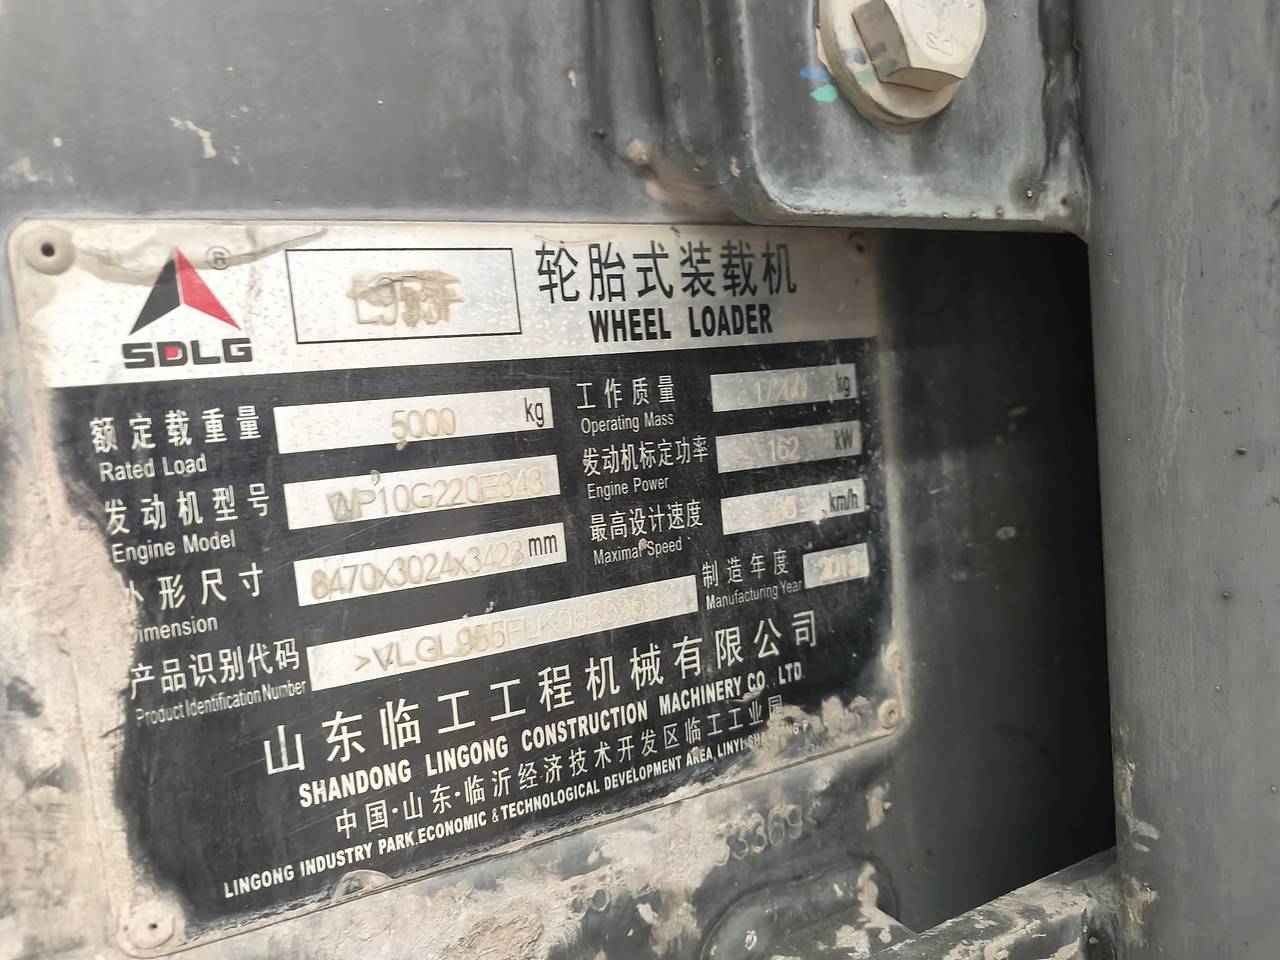 SDLG ®
轮胎式装载机
WHEEL LOADER
额定载重量 5000 kg
Rated Load
工作质量 kg
Operating Mass
发动机型号 WP10G220E343
Engine Model
发动机标定功率 162 kW
Engine Power
外形尺寸 8470x3024x3423 mm
Dimension
最高设计速度 km/h
Maximal Speed
产品识别代码
Product Identification Number
制造年度 2019
Manufacturing Year
山东临工工程机械有限公司
SHANDONG LINGONG CONSTRUCTION MACHINERY CO. LTD.
中国·山东·临沂经济技术开发区临工工业园
LINGONG INDUSTRY PARK.ECONOMIC & TECHNOLOGICAL DEVELOPMENT AREA,LINYI